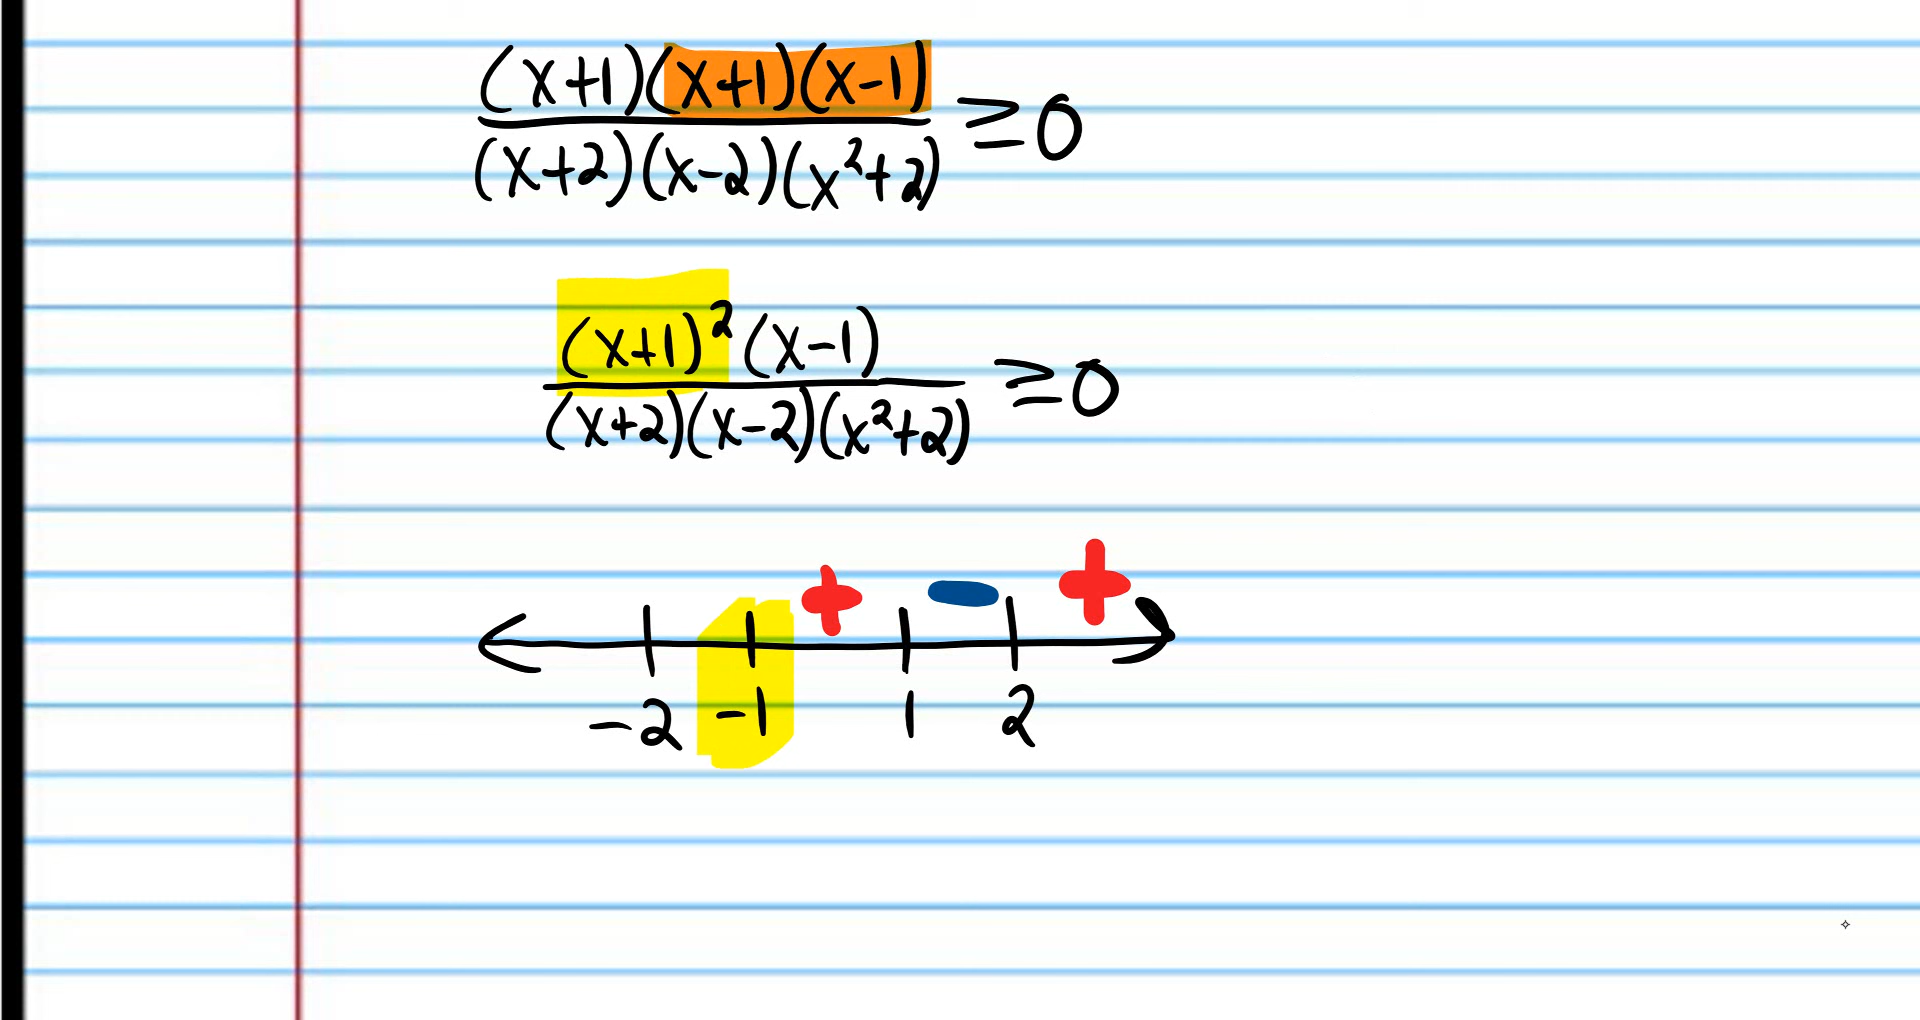 (x+1)(x+1)(x-1)
(x+2)(x-2)(x²+2) ≥0
(x+1)²(x-1)
(x+2)(x-2)(x²+2) ≥0
+ - +
-2 -1 1 2